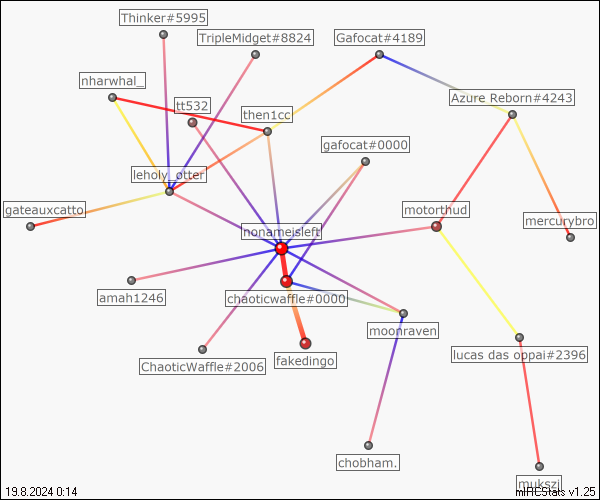 Thinker#5995
TripleMidget#8824
Gafocat#4189
nharwhal_
Azure Reborn#4243
tt532
then1cc
gafocat#0000
leholy_otter
gateauxcatto
motorthud
mercurybro
nonameisleft
amah1246
chaoticwaffle#0000
moonraven
ChaoticWaffle#2006
fakedingo
lucas das oppai#2396
chobham.
mukszi
19.8.2024 0:14
mIRCStats v1.25